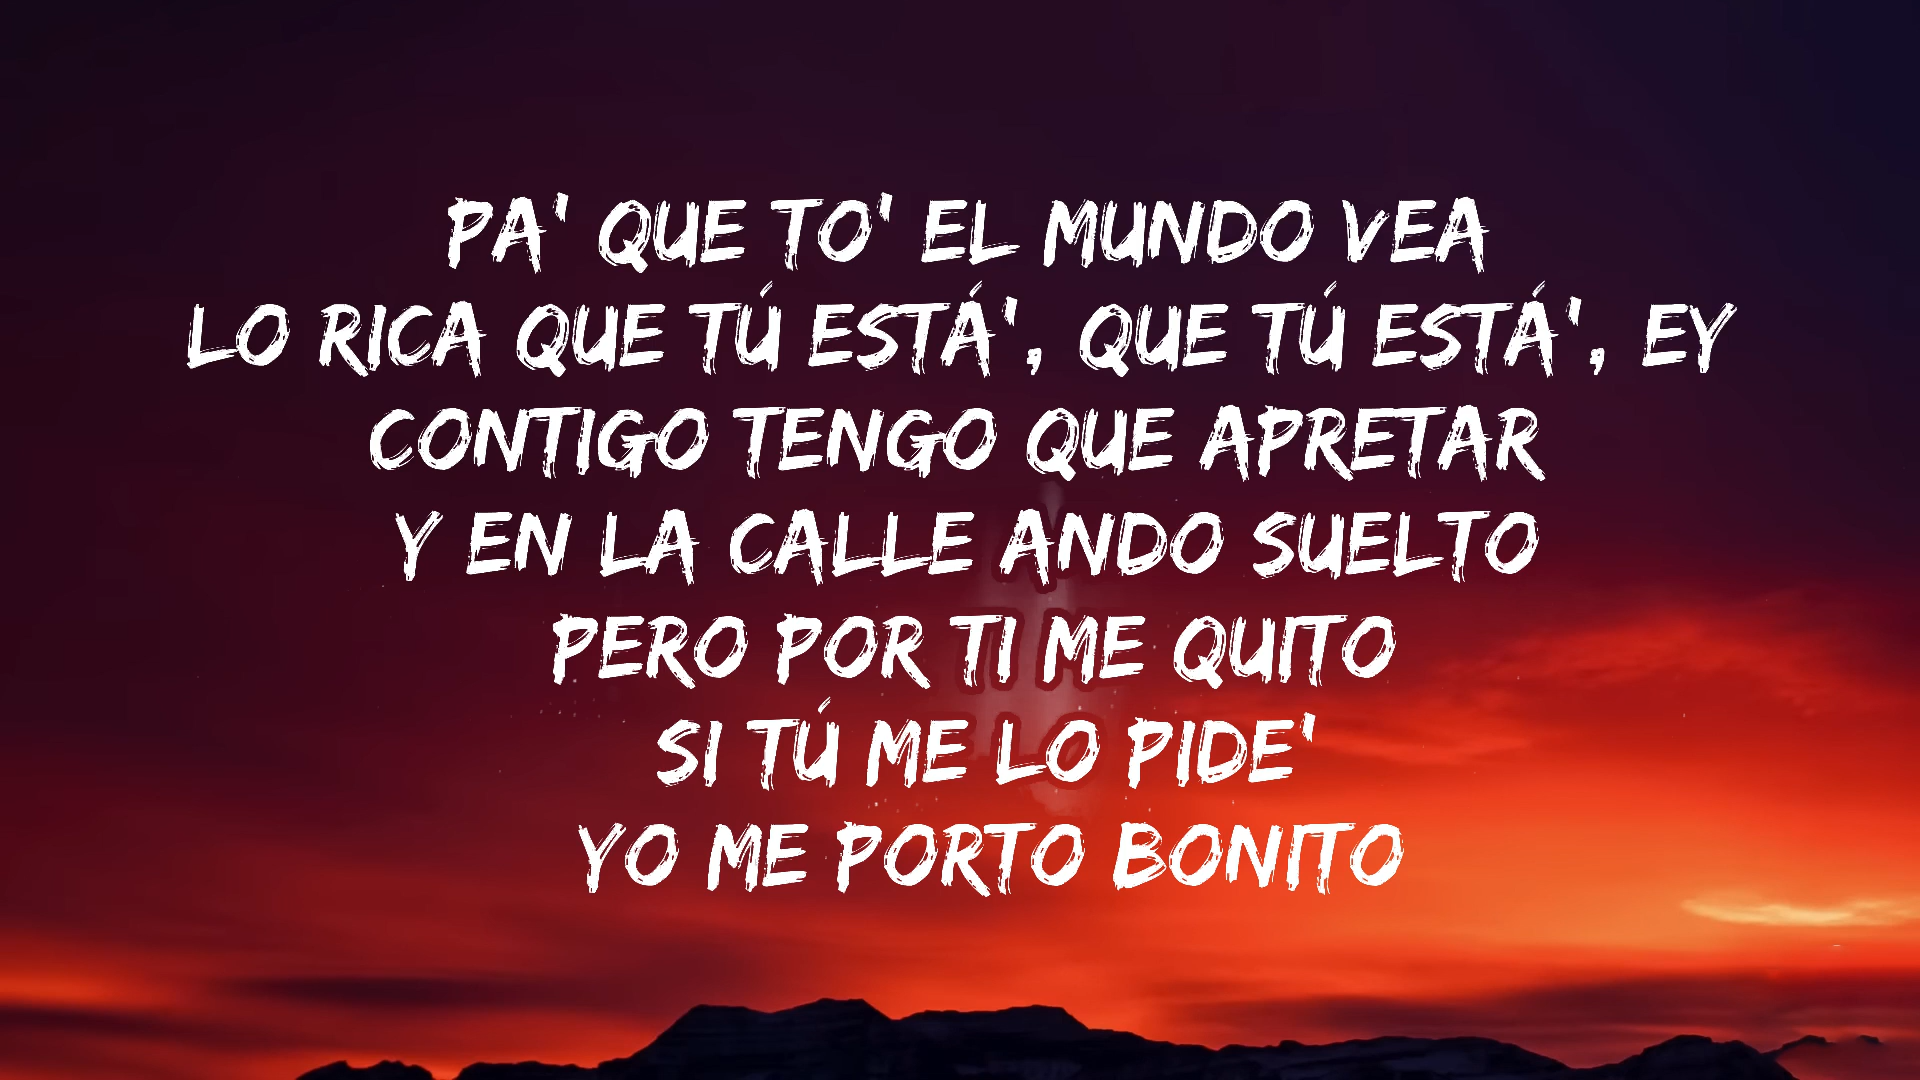 PA' QUE TO' EL MUNDO VEA
LO RICA QUE TÚ ESTÁ', QUE TÚ ESTÁ', EY
CONTIGO TENGO QUE APRETAR
Y EN LA CALLE ANDO SUELTO
PERO POR TI ME QUITO
SI TÚ ME LO PIDE'
YO ME PORTO BONITO